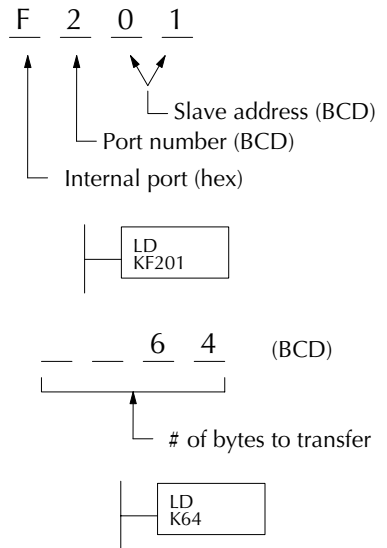 F 2 0 1
Slave address (BCD)
Port number (BCD)
Internal port (hex)
LD
KF201
6 4 (BCD)
# of bytes to transfer
LD
K64